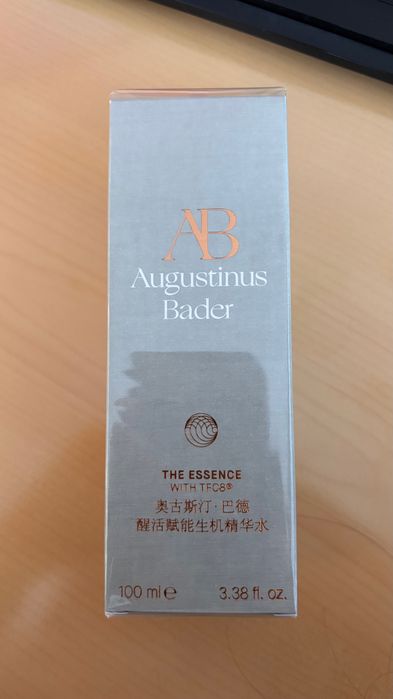 AB
Augustinus
Bader
THE ESSENCE
WITH TFC8®
奥古斯汀·巴德
醒活赋能生机精华水
100 ml ℮ 3.38 fl. oz.